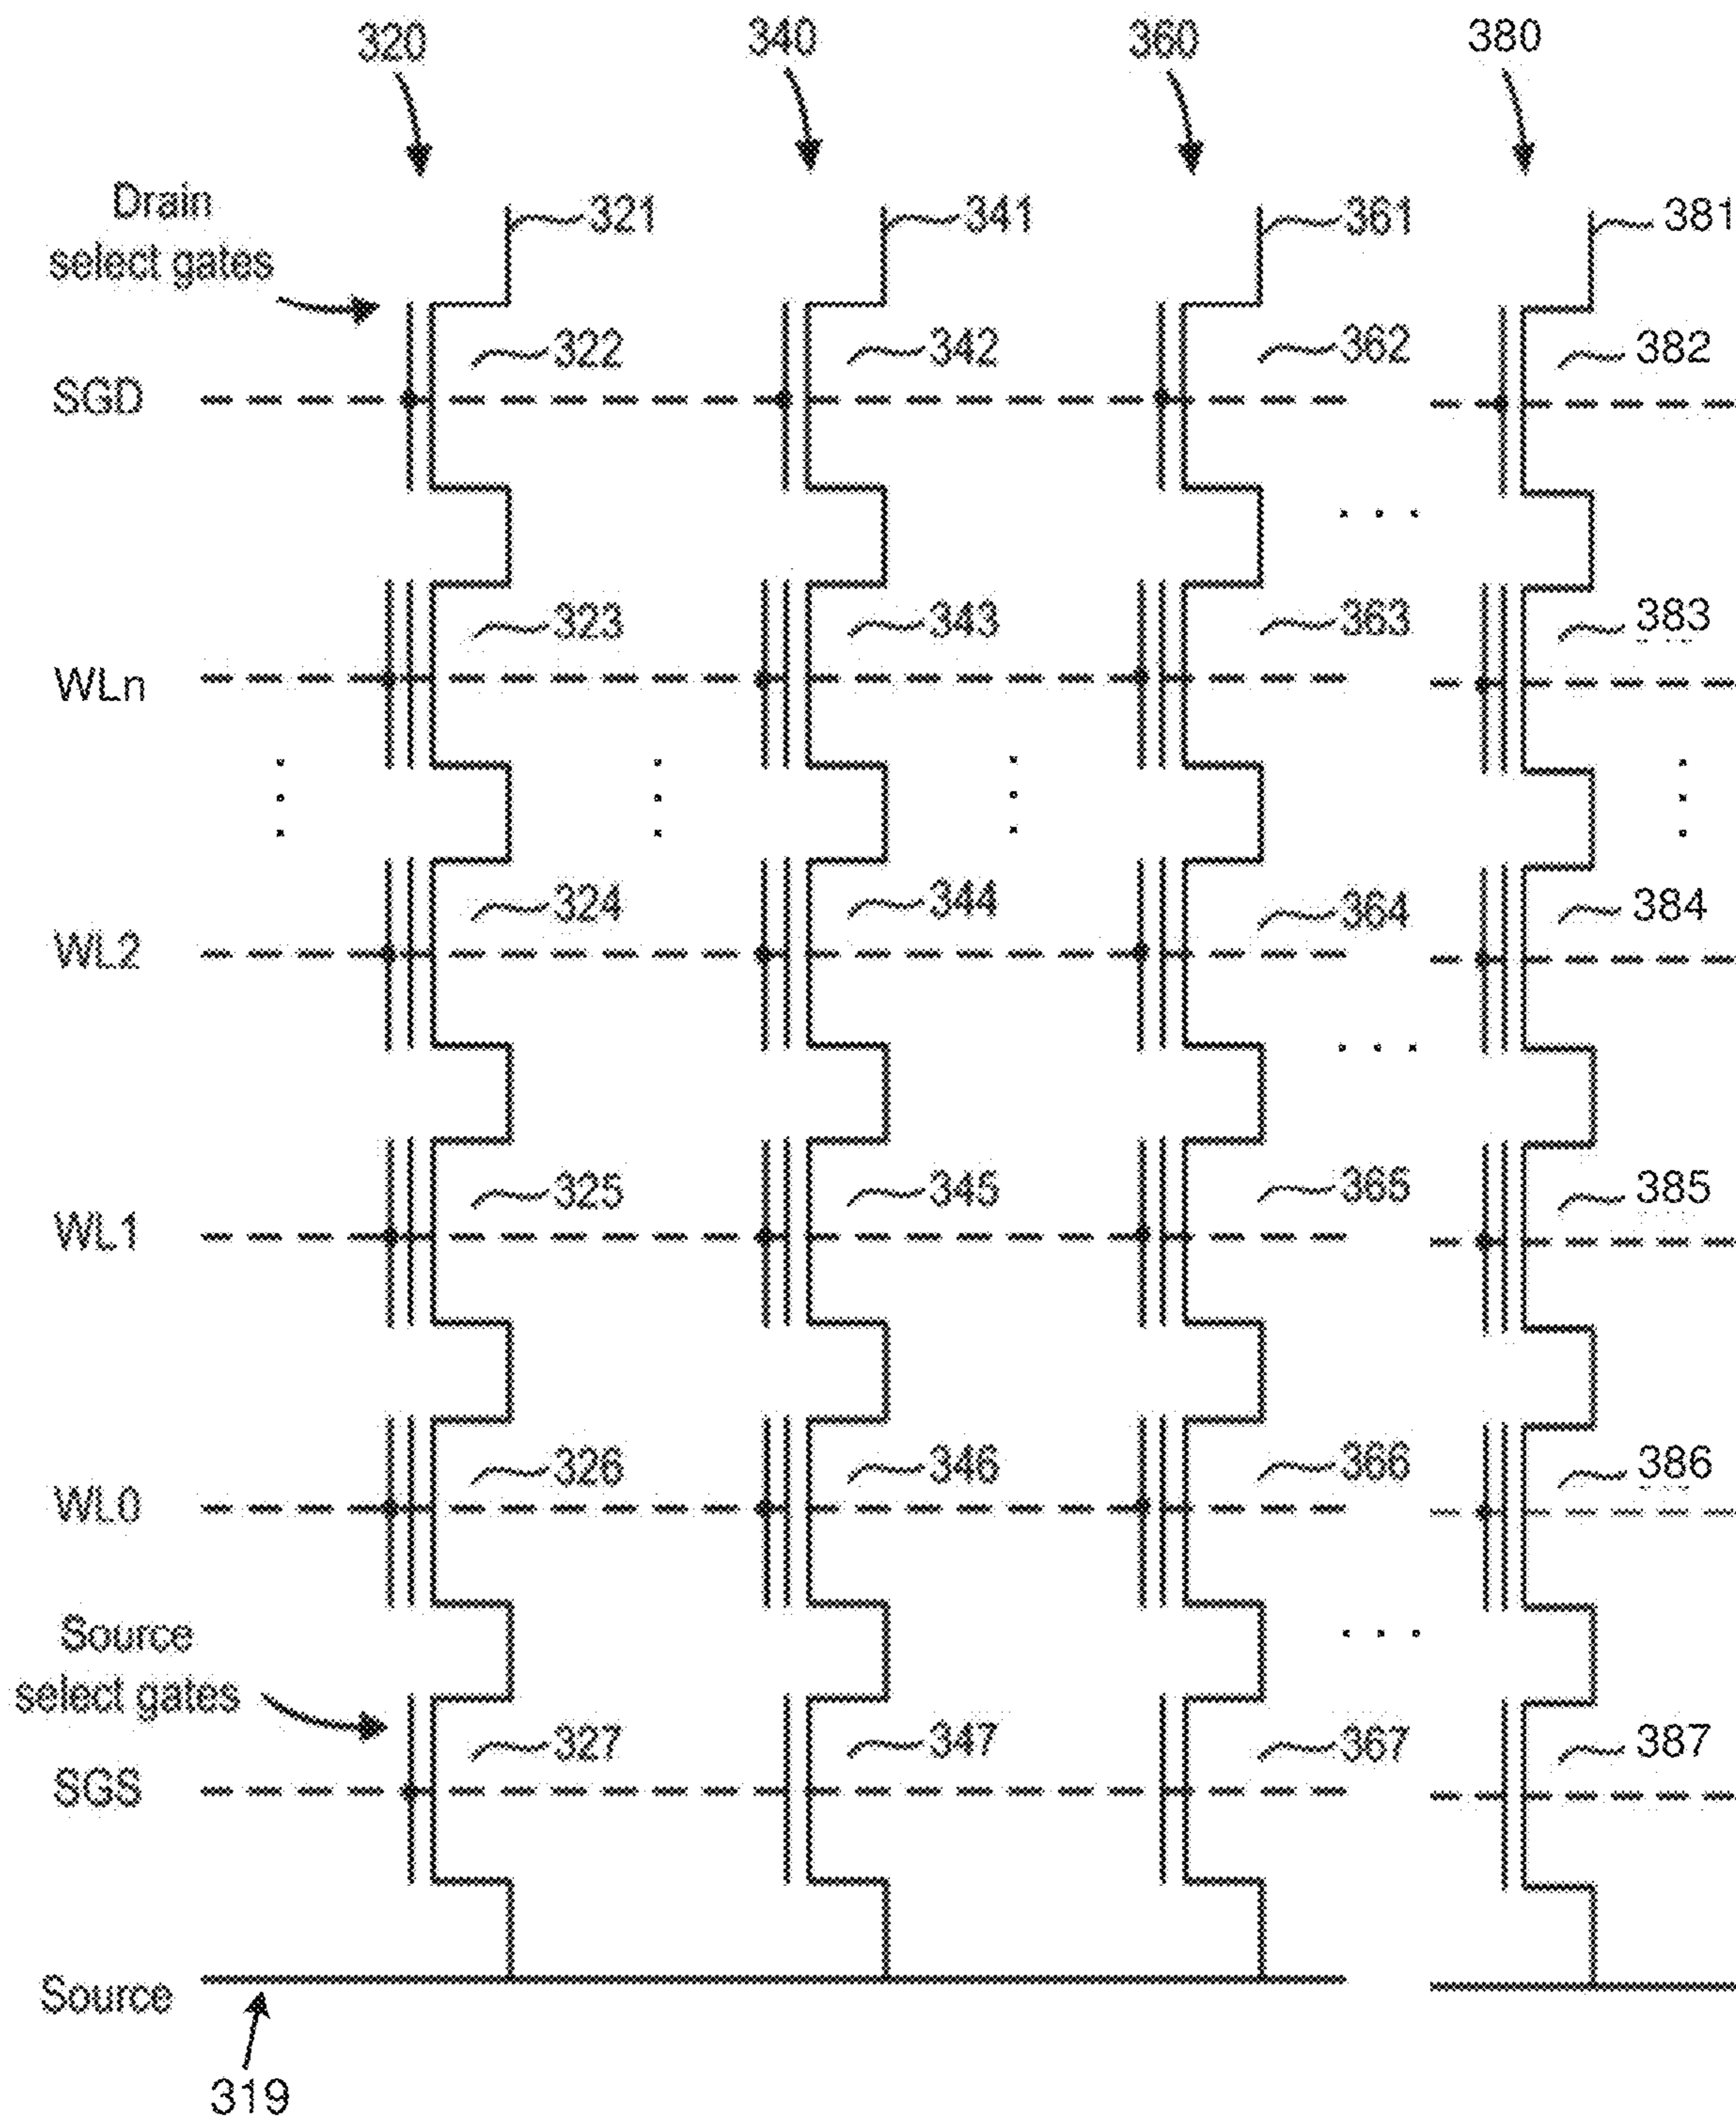 320 340 360 380
Drain
select gates
321 341 361 381
322 342 362 382
SGD
323 343 363 383
WLn
324 344 364 384
WL2
325 345 365 385
WL1
326 346 366 386
WL0
Source
select gates
327 347 367 387
SGS
Source
319